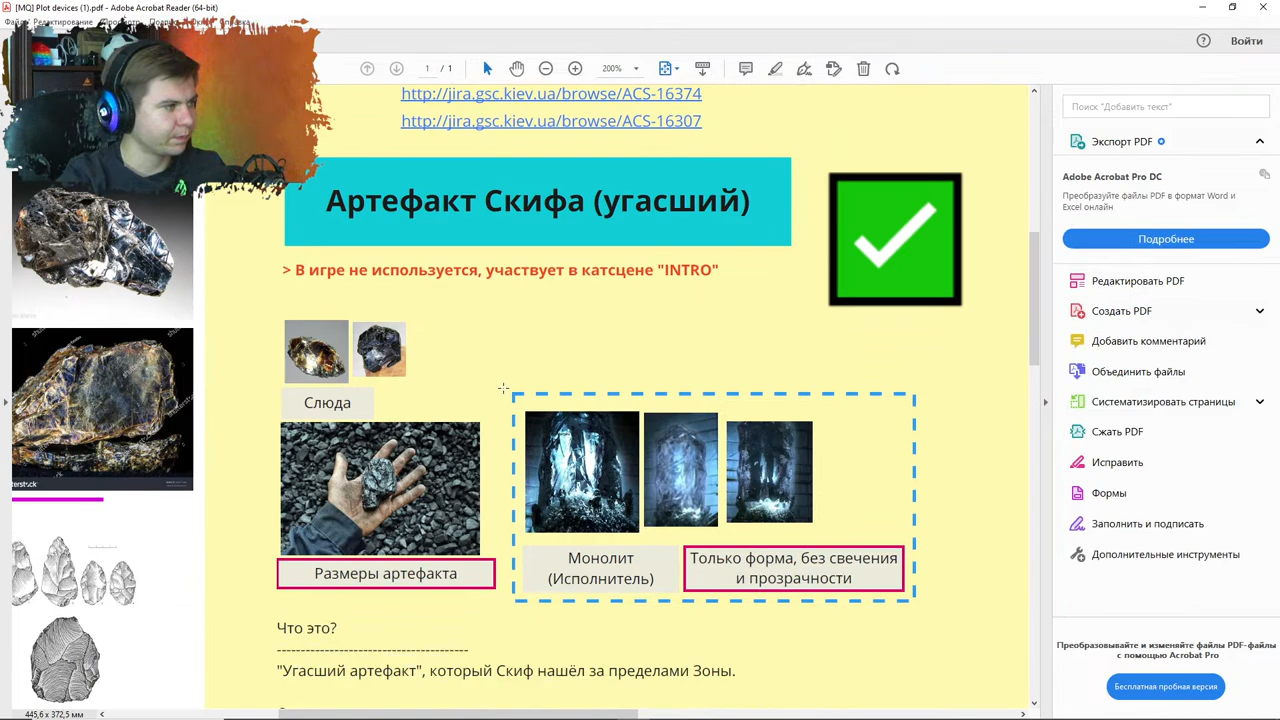 [MQ] Plot devices (1).pdf - Adobe Acrobat Reader (64-bit)
Файл Редактирование Просмотр Справка
Войти
1 / 1
200%
http://jira.gsc.kiev.ua/browse/ACS-16374
http://jira.gsc.kiev.ua/browse/ACS-16307
Артефакт Скифа (угасший)
> В игре не используется, участвует в катсцене "INTRO"
Слюда
Размеры артефакта
Монолит
(Исполнитель)
Только форма, без свечения
и прозрачности
Что это?
---------------------------------------
"Угасший артефакт", который Скиф нашёл за пределами Зоны.
445,6 x 372,5 мм
Поиск "Добавить текст"
Экспорт PDF
Adobe Acrobat Pro DC
Преобразуйте файлы PDF в формат Word и
Excel онлайн
Подробнее
Редактировать PDF
Создать PDF
Добавить комментарий
Объединить файлы
Систематизировать страницы
Сжать PDF
Исправить
Формы
Заполнить и подписать
Дополнительные инструменты
Преобразовывайте и изменяйте файлы PDF-файлы
с помощью Acrobat Pro
Бесплатная пробная версия